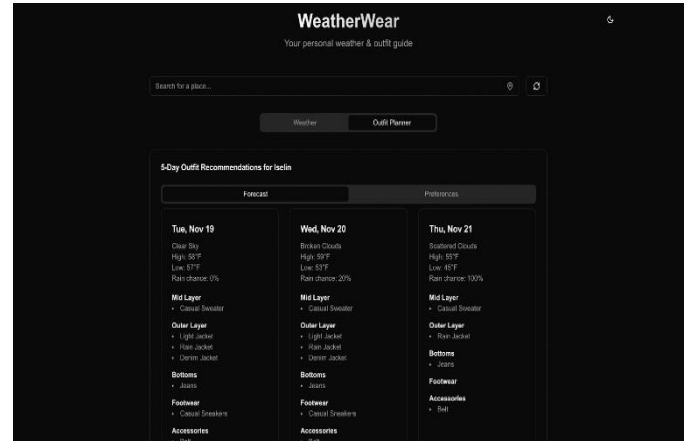 WeatherWear
Your personal weather & outfit guide
Search for a place...
Weather
Outfit Planner
5-Day Outfit Recommendations for Iselin
Forecast
Preferences
Tue, Nov 19
Clear Sky
High: 58°F
Low: 57°F
Rain chance: 0%
Mid Layer
• Casual Sweater
Outer Layer
• Light Jacket
• Rain Jacket
• Denim Jacket
Bottoms
• Jeans
Footwear
• Casual Sneakers
Accessories
• Belt
Wed, Nov 20
Broken Clouds
High: 59°F
Low: 53°F
Rain chance: 20%
Mid Layer
• Casual Sweater
Outer Layer
• Light Jacket
• Rain Jacket
• Denim Jacket
Bottoms
• Jeans
Footwear
• Casual Sneakers
Accessories
• Belt
Thu, Nov 21
Scattered Clouds
High: 55°F
Low: 45°F
Rain chance: 100%
Mid Layer
• Casual Sweater
Outer Layer
• Rain Jacket
Bottoms
• Jeans
Footwear
Accessories
• Belt